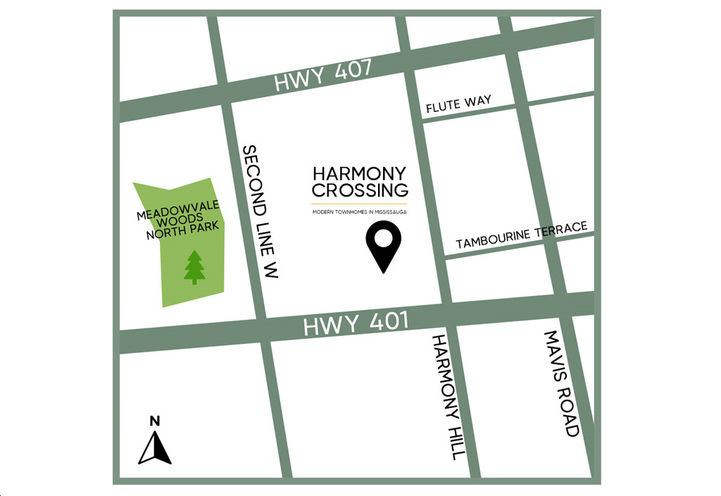 HWY 407
FLUTE WAY
SECOND LINE W
HARMONY
CROSSING
MODERN TOWNHOMES IN MISSISSAUGA
MEADOWVALE
WOODS
NORTH PARK
TAMBOURINE TERRACE
HWY 401
HARMONY HILL
MAVIS ROAD
N